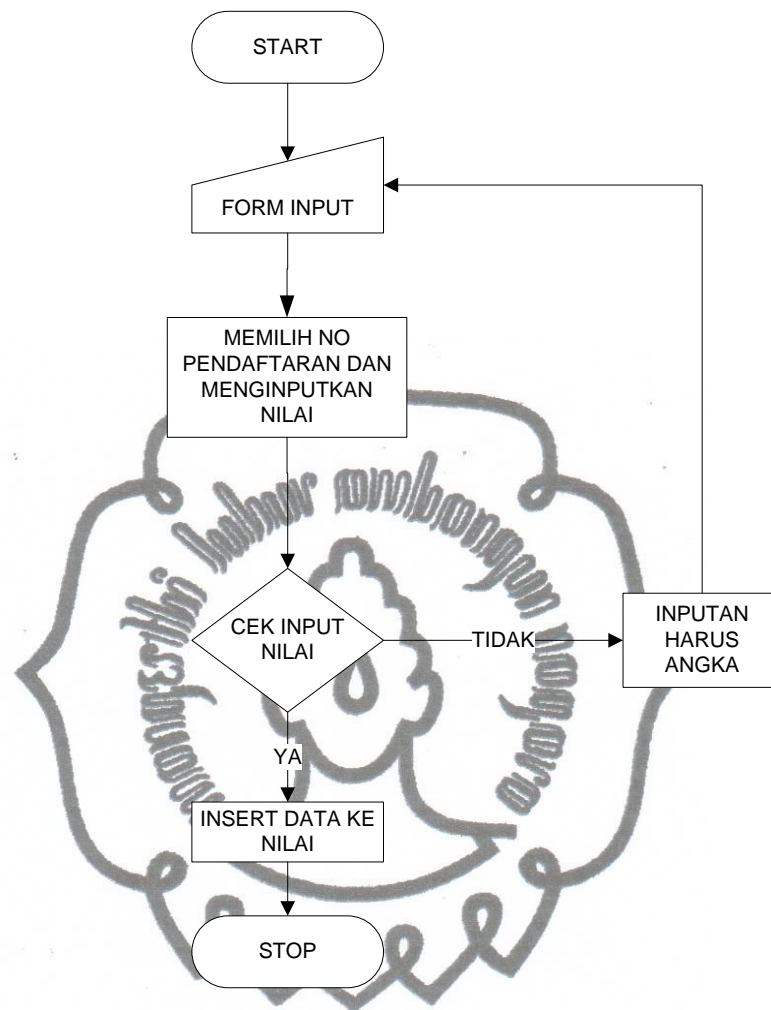 START
FORM INPUT
MEMILIH NO
PENDAFTARAN DAN
MENGINPUTKAN
NILAI
CEK INPUT
NILAI
TIDAK
INPUTAN
HARUS
ANGKA
YA
INSERT DATA KE
NILAI
STOP